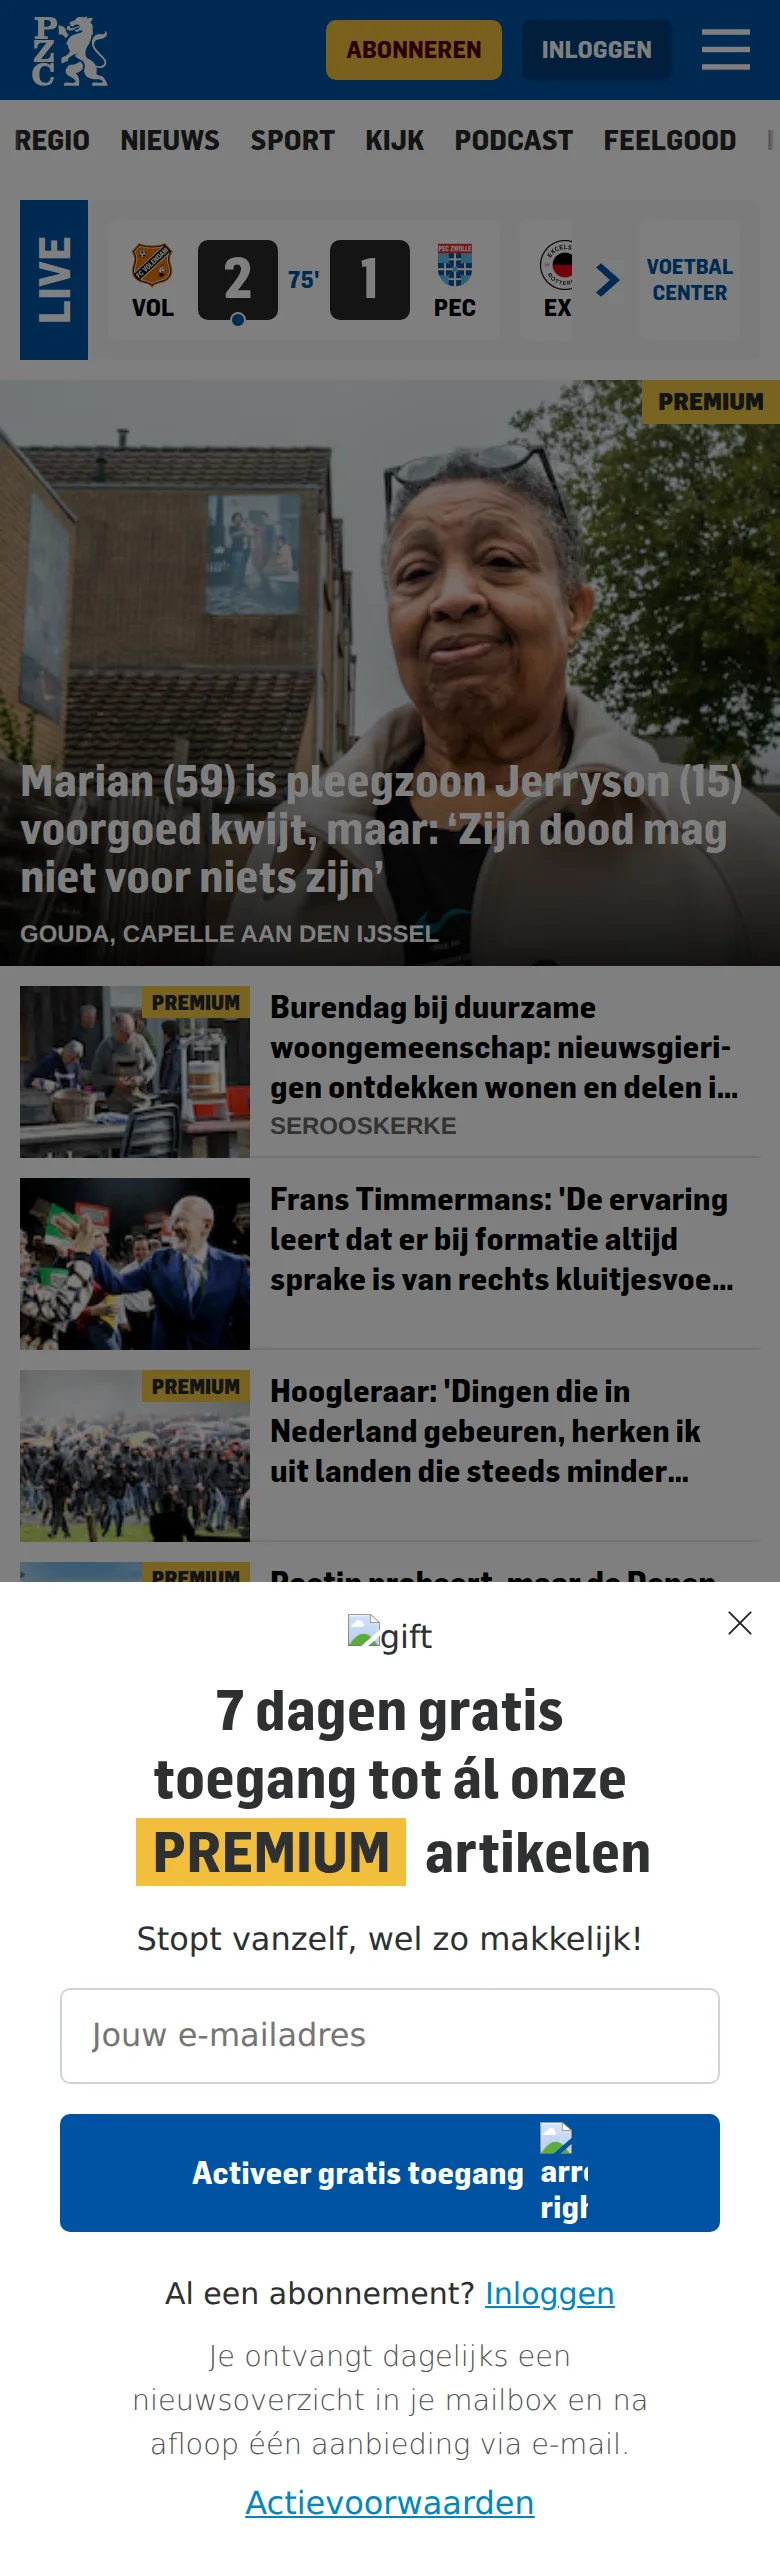 PZC
ABONNEREN
INLOGGEN
REGIO NIEUWS SPORT KIJK PODCAST FEELGOOD
LIVE
VOL
2
75'
1
PEC ZWOLLE
PEC
EX
VOETBAL
CENTER
PREMIUM
Marian (59) is pleegzoon Jerryson (15)
voorgoed kwijt, maar: ‘Zijn dood mag
niet voor niets zijn’
GOUDA, CAPELLE AAN DEN IJSSEL
PREMIUM
Burendag bij duurzame
woongemeenschap: nieuwsgieri-
gen ontdekken wonen en delen i...
SEROOSKERKE
Frans Timmermans: 'De ervaring
leert dat er bij formatie altijd
sprake is van rechts kluitjesvoe...
PREMIUM
Hoogleraar: 'Dingen die in
Nederland gebeuren, herken ik
uit landen die steeds minder...
PREMIUM
gift
7 dagen gratis
toegang tot ál onze
PREMIUM artikelen
Stopt vanzelf, wel zo makkelijk!
Jouw e-mailadres
Activeer gratis toegang
Al een abonnement? Inloggen
Je ontvangt dagelijks een
nieuwsoverzicht in je mailbox en na
afloop één aanbieding via e-mail.
Actievoorwaarden